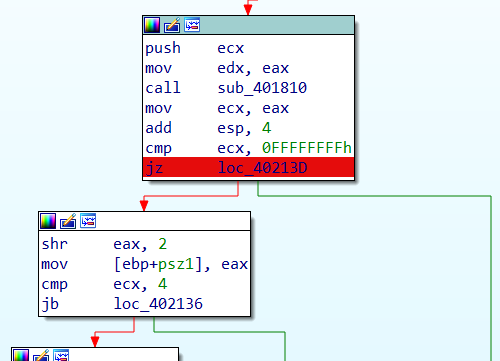 push ecx
mov edx, eax
call sub_401810
mov ecx, eax
add esp, 4
cmp ecx, 0FFFFFFFFh
jz loc_40213D
shr eax, 2
mov [ebp+psz1], eax
cmp ecx, 4
jb loc_402136